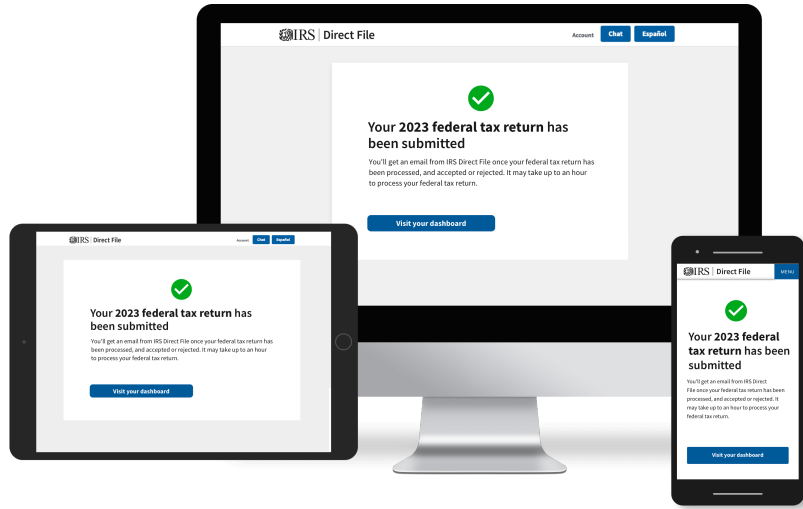 IRS Direct File
Account Chat Español
Your 2023 federal tax return has
been submitted
You'll get an email from IRS Direct File once your federal tax return has
been processed, and accepted or rejected. It may take up to an hour
to process your federal tax return.
Visit your dashboard
IRS Direct File
Account Chat Español
Your 2023 federal tax return has
been submitted
You'll get an email from IRS Direct File once your federal tax return has
been processed, and accepted or rejected. It may take up to an hour
to process your federal tax return.
Visit your dashboard
IRS Direct File MENU
Your 2023 federal
tax return has been
submitted
You'll get an email from IRS Direct
File once your federal tax return has been
processed, and accepted or rejected. It
may take up to an hour to process your
federal tax return.
Visit your dashboard